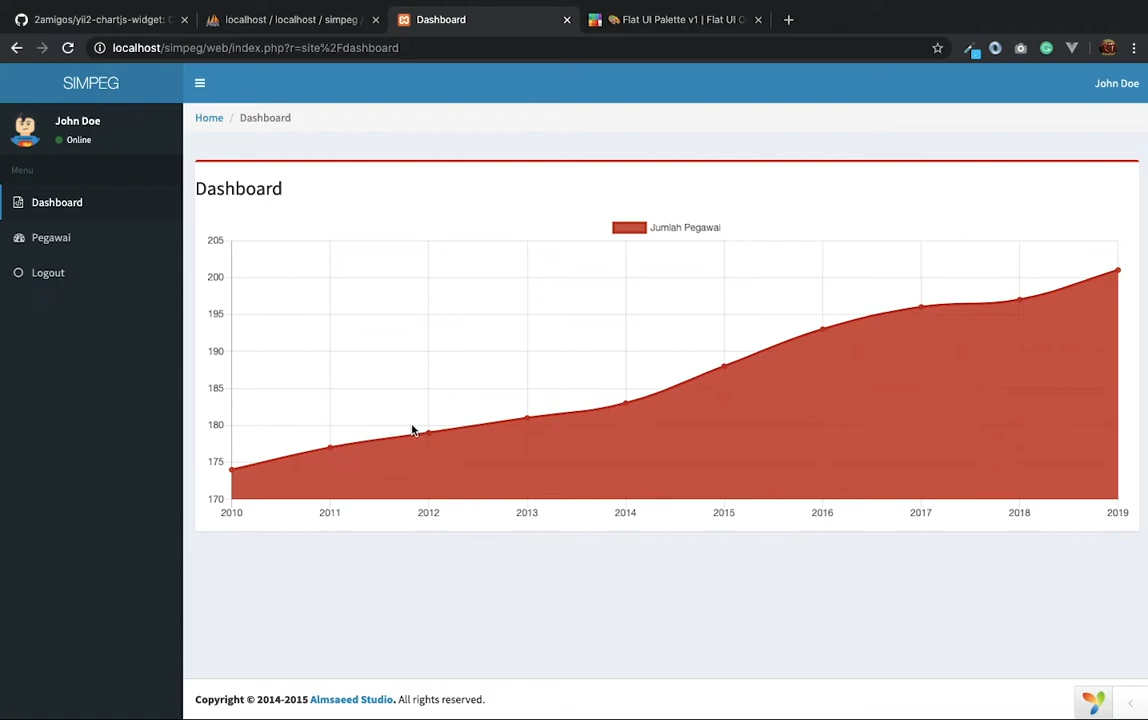 2amigos/yii2-chartjs-widget:
localhost / localhost / simpeg
Dashboard
Flat UI Palette v1 | Flat UI C
localhost/simpeg/web/index.php?r=site%2Fdashboard
SIMPEG
John Doe
John Doe
Online
Home / Dashboard
Menu
Dashboard
Dashboard
Pegawai
Logout
Jumlah Pegawai
205
200
195
190
185
180
175
170
2010 2011 2012 2013 2014 2015 2016 2017 2018 2019
Copyright © 2014-2015 Almsaeed Studio. All rights reserved.